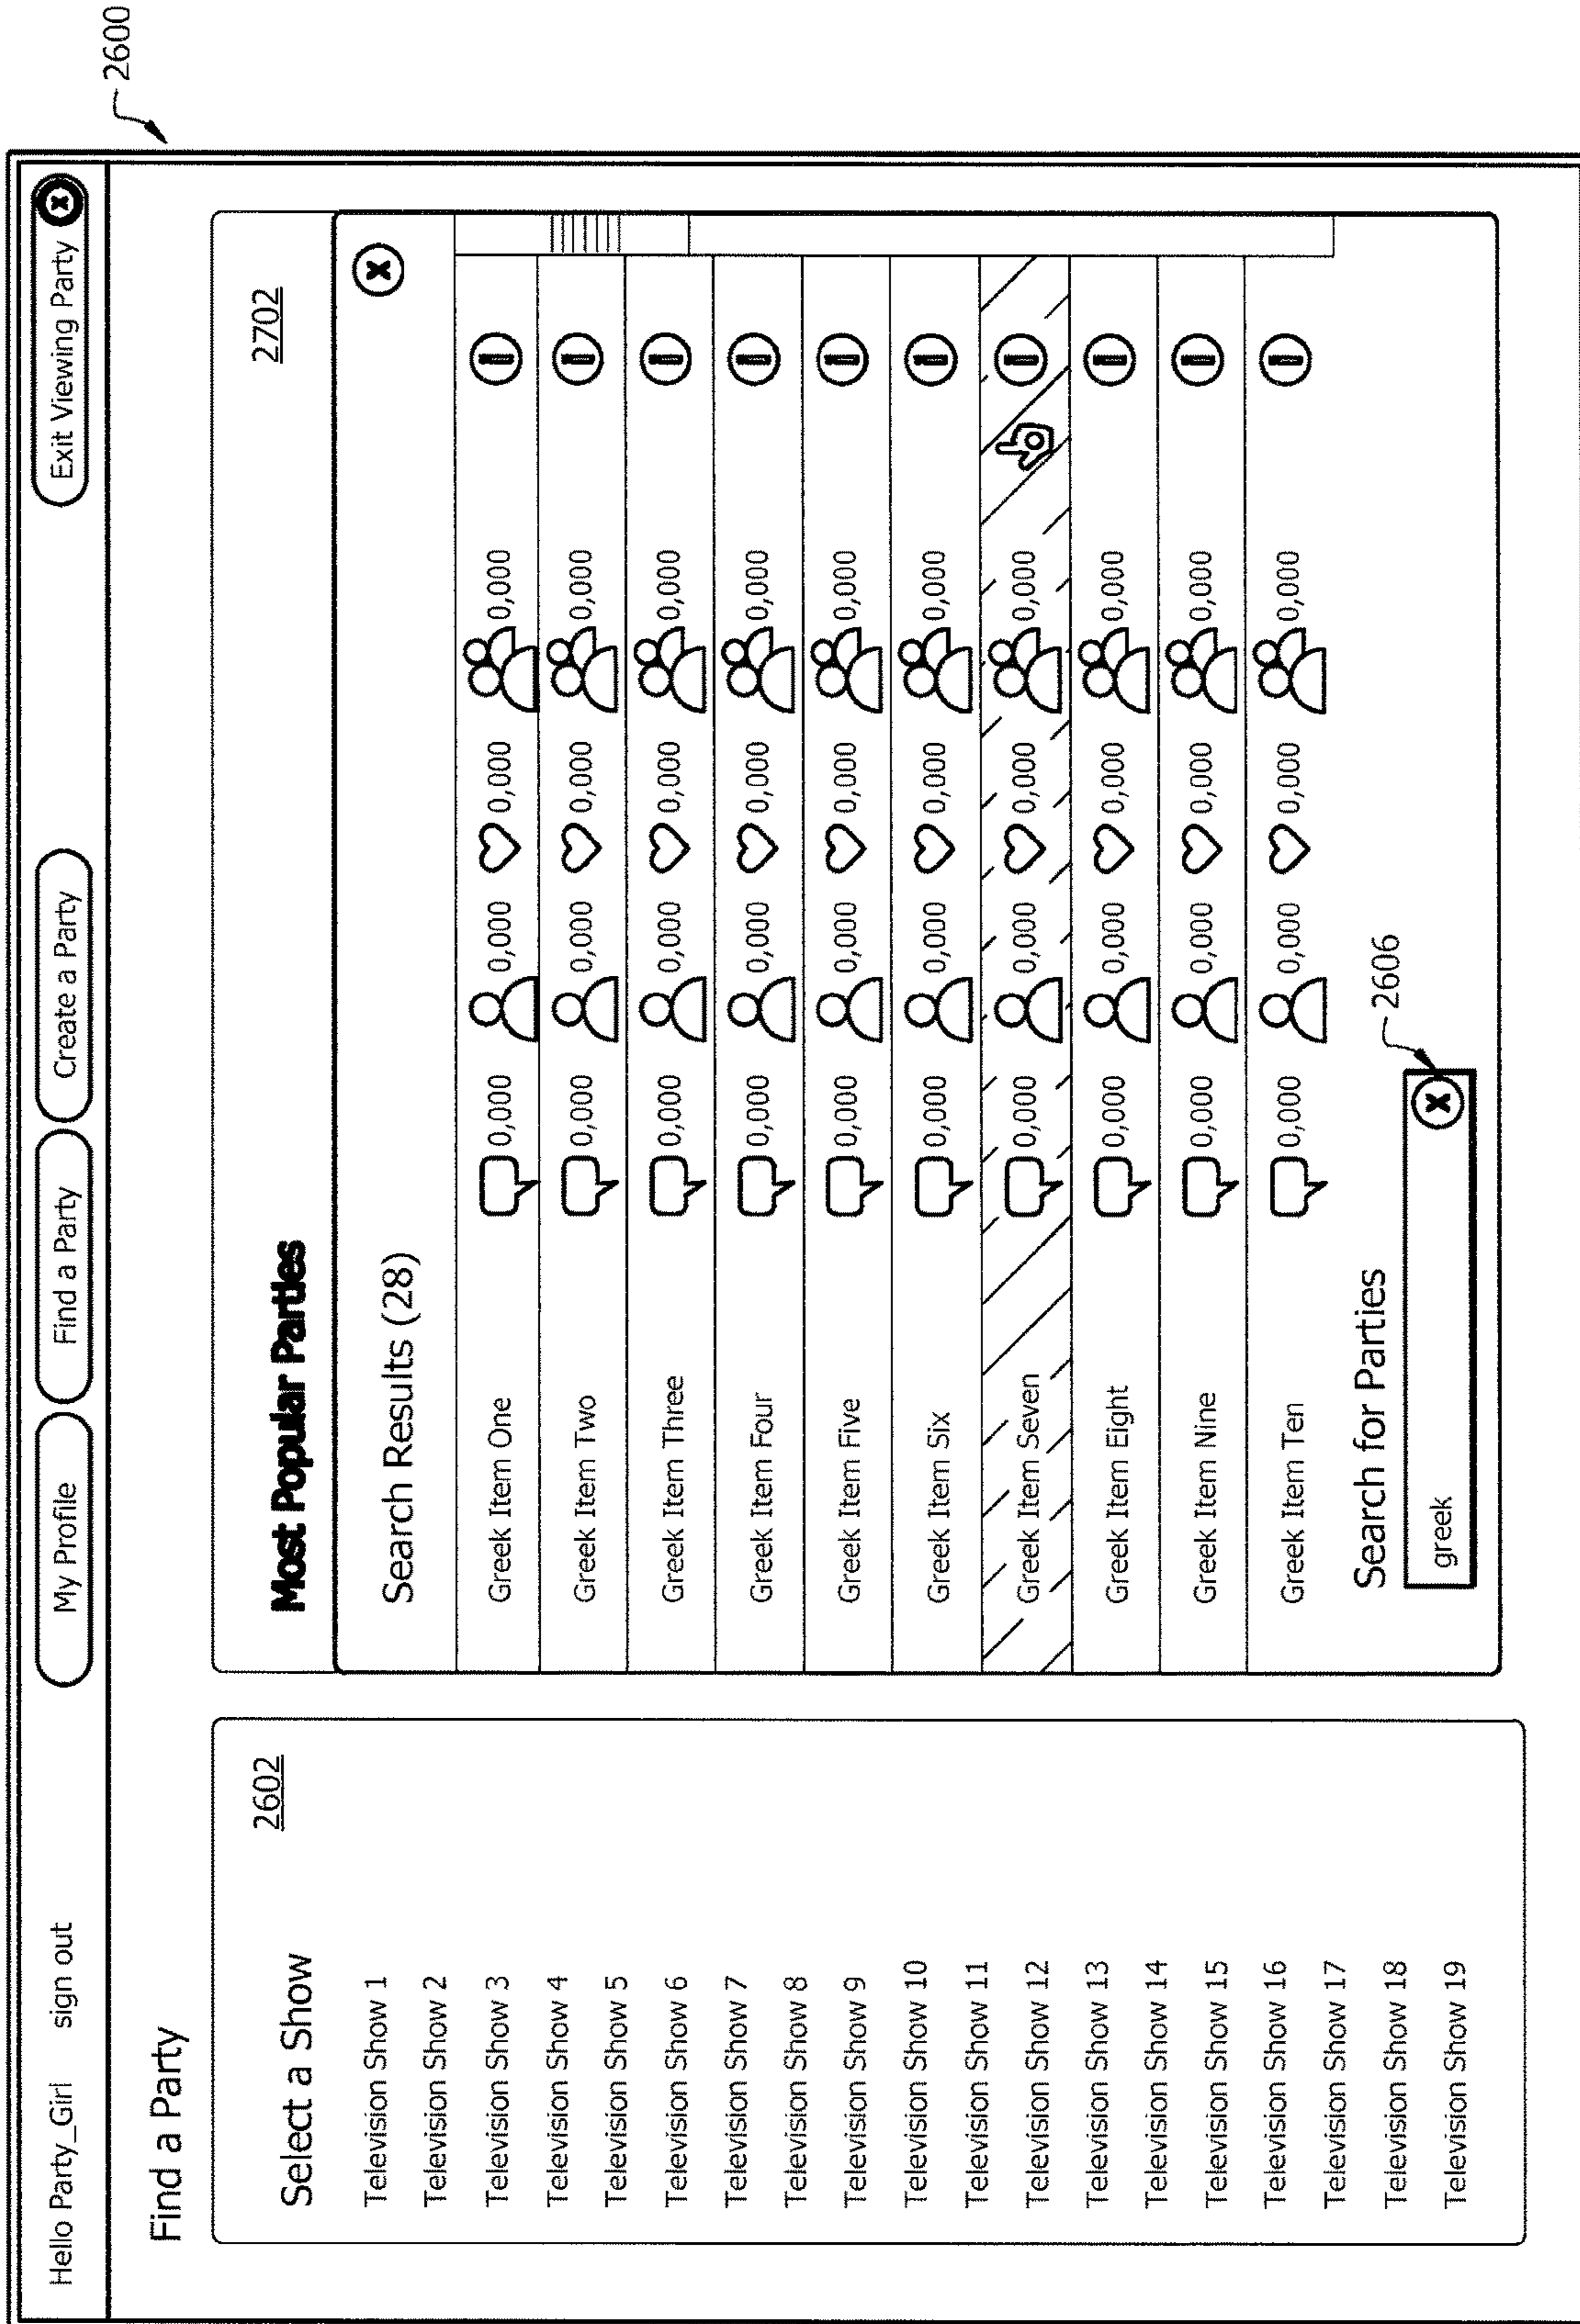 2600
Hello Party_Girl sign out My Profile Find a Party Create a Party Exit Viewing Party x
Find a Party
2602
Select a Show
Television Show 1
Television Show 2
Television Show 3
Television Show 4
Television Show 5
Television Show 6
Television Show 7
Television Show 8
Television Show 9
Television Show 10
Television Show 11
Television Show 12
Television Show 13
Television Show 14
Television Show 15
Television Show 16
Television Show 17
Television Show 18
Television Show 19
2702
Most Popular Parties
Search Results (28) x
Greek Item One 0,000 0,000 0,000 0,000 i
Greek Item Two 0,000 0,000 0,000 0,000 i
Greek Item Three 0,000 0,000 0,000 0,000 i
Greek Item Four 0,000 0,000 0,000 0,000 i
Greek Item Five 0,000 0,000 0,000 0,000 i
Greek Item Six 0,000 0,000 0,000 0,000 i
Greek Item Seven 0,000 0,000 0,000 0,000 i
Greek Item Eight 0,000 0,000 0,000 0,000 i
Greek Item Nine 0,000 0,000 0,000 0,000 i
Greek Item Ten 0,000 0,000 0,000 0,000 i
Search for Parties
2606
greek x